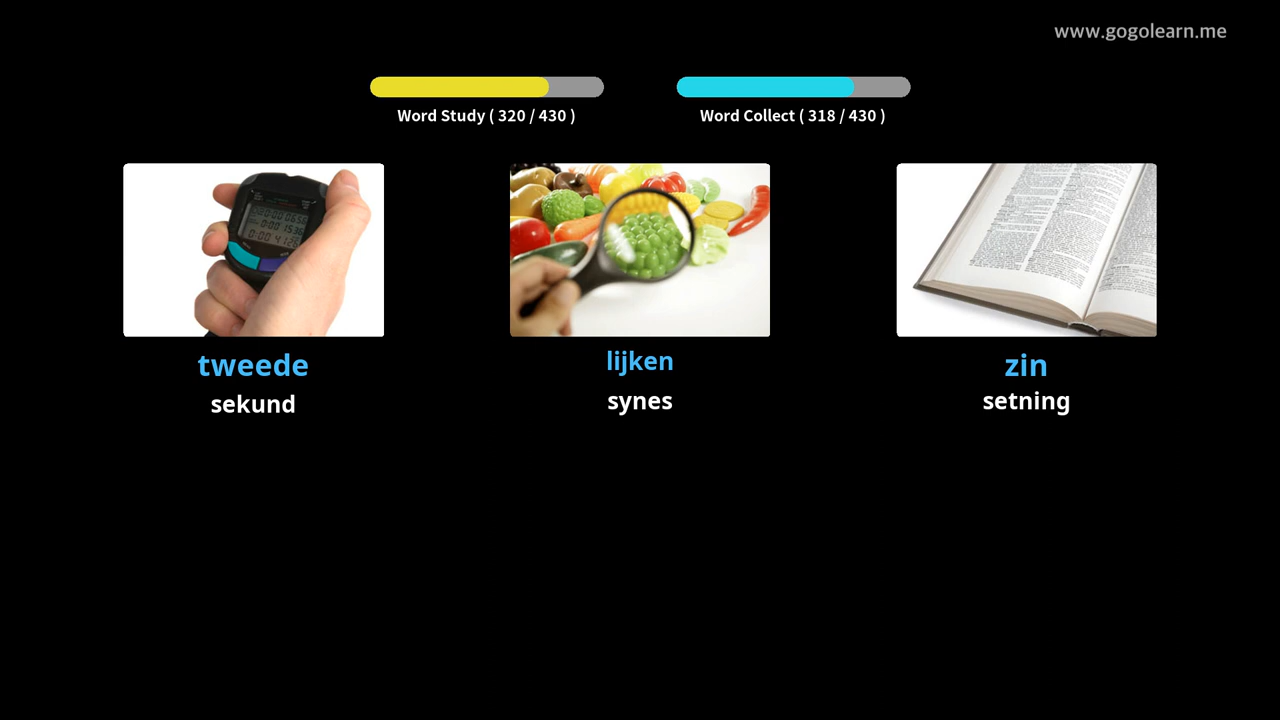 www.gogolearn.me
Word Study ( 320 / 430 )
Word Collect ( 318 / 430 )
tweede
sekund
lijken
synes
zin
setning